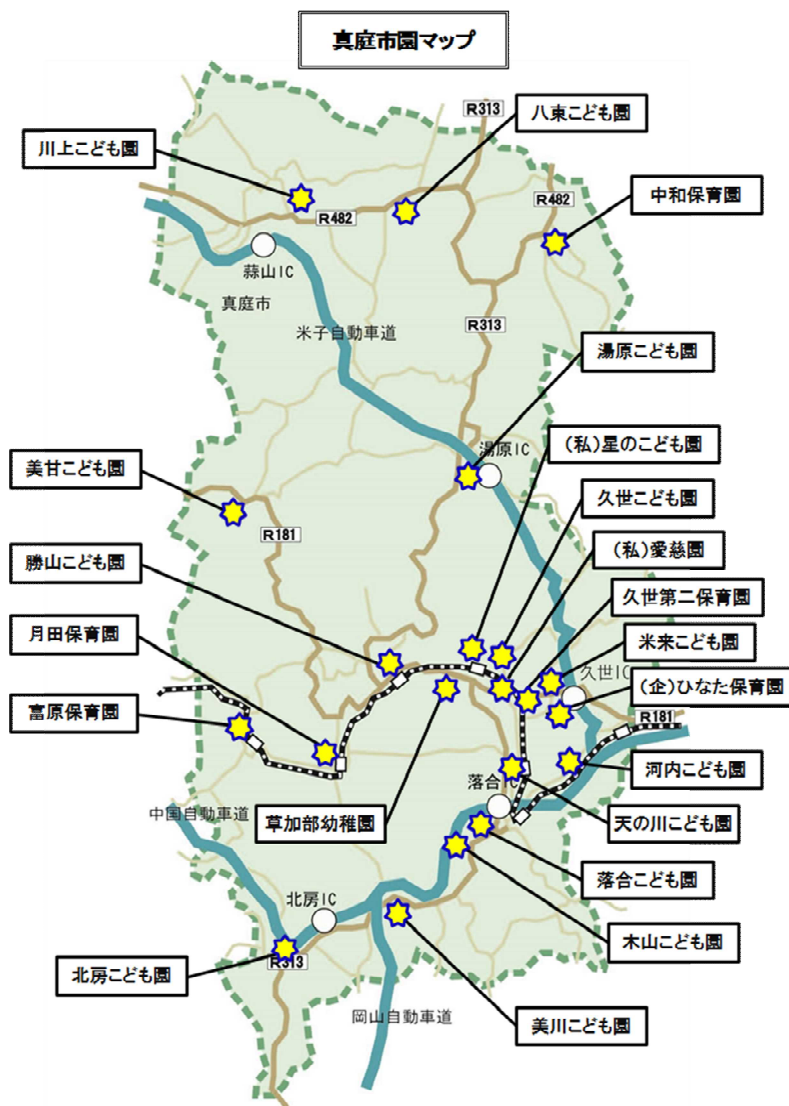 真庭市園マップ
R313
八束こども園
川上こども園
中和保育園
R482
R482
蒜山IC
真庭市
米子自動車道
R313
湯原こども園
(私)星のこども園
湯原IC
美甘こども園
久世こども園
R181
(私)愛慈園
勝山こども園
久世第二保育園
月田保育園
米来こども園
久世IC
(企)ひなた保育園
富原保育園
R181
河内こども園
落合IC
中国自動車道
草加部幼稚園
天の川こども園
落合こども園
北房IC
木山こども園
R313
北房こども園
岡山自動車道
美川こども園